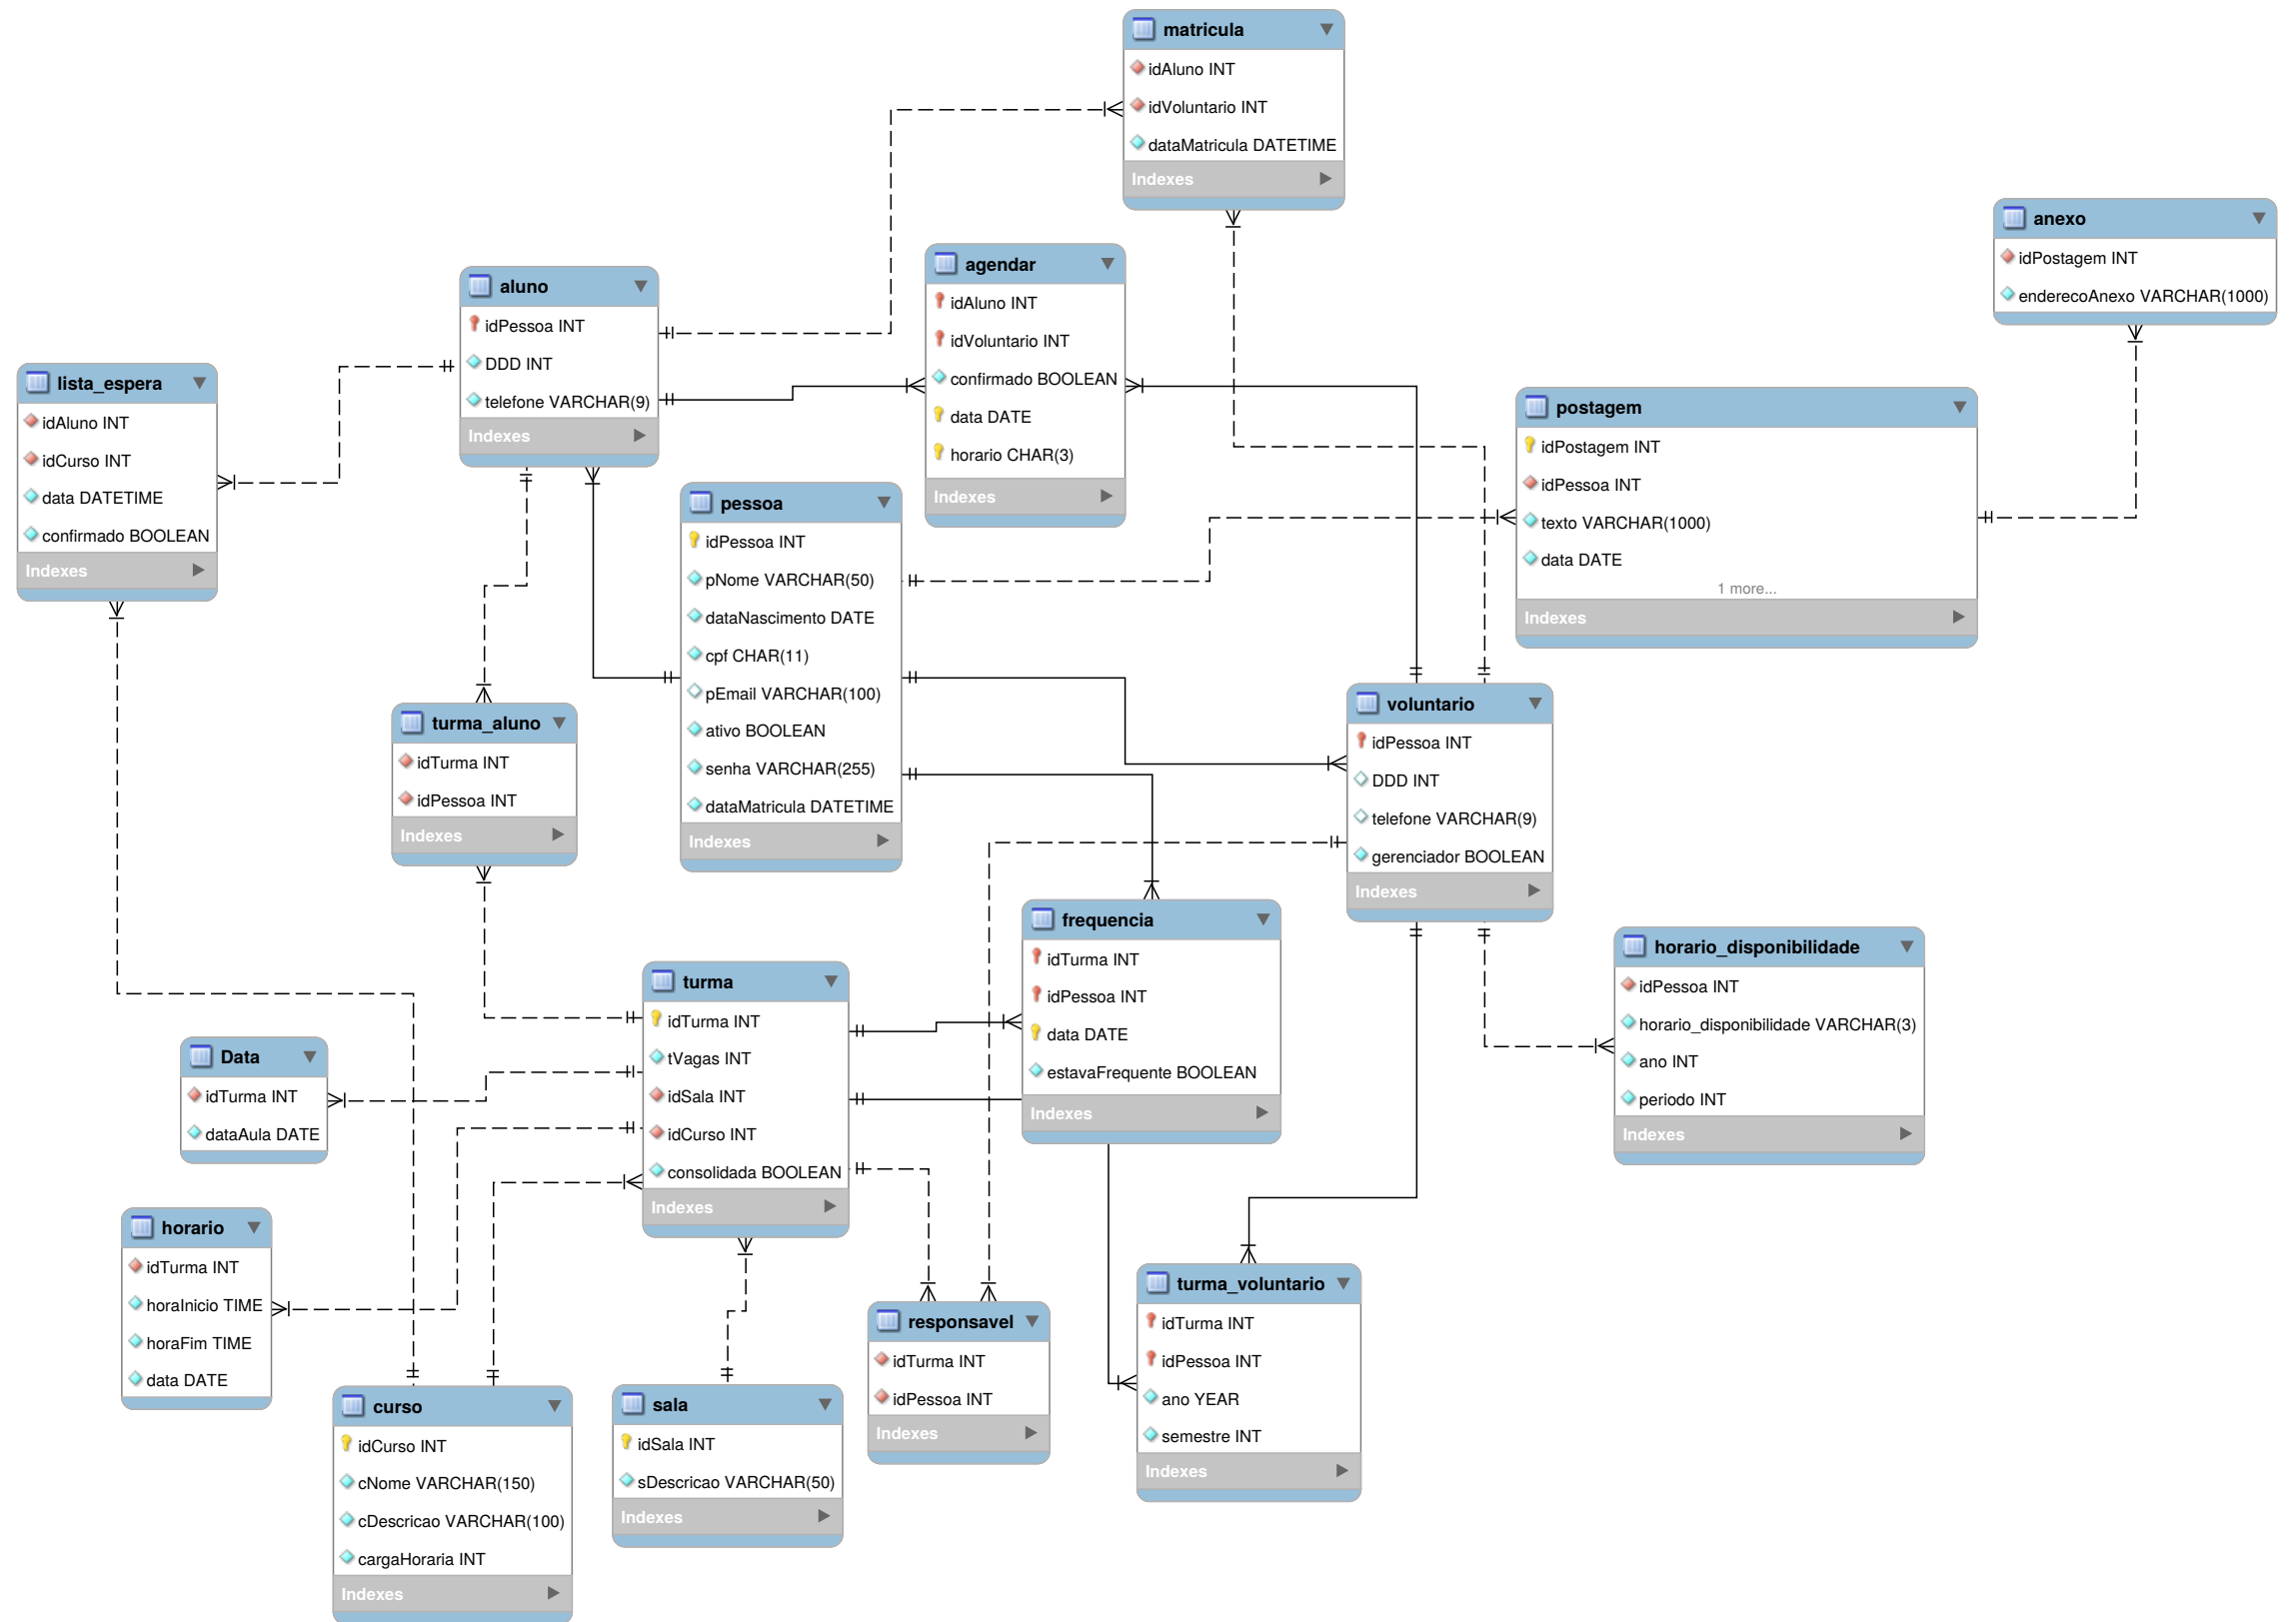 matricula
idAluno INT
idVoluntario INT
dataMatricula DATETIME
Indexes
anexo
idPostagem INT
enderecoAnexo VARCHAR(1000)
agendar
idAluno INT
idVoluntario INT
confirmado BOOLEAN
data DATE
horario CHAR(3)
Indexes
aluno
idPessoa INT
DDD INT
telefone VARCHAR(9)
Indexes
lista_espera
idAluno INT
idCurso INT
data DATETIME
confirmado BOOLEAN
Indexes
postagem
idPostagem INT
idPessoa INT
texto VARCHAR(1000)
data DATE
1 more...
Indexes
pessoa
idPessoa INT
pNome VARCHAR(50)
dataNascimento DATE
cpf CHAR(11)
pEmail VARCHAR(100)
ativo BOOLEAN
senha VARCHAR(255)
dataMatricula DATETIME
Indexes
voluntario
idPessoa INT
DDD INT
telefone VARCHAR(9)
gerenciador BOOLEAN
Indexes
turma_aluno
idTurma INT
idPessoa INT
Indexes
frequencia
idTurma INT
idPessoa INT
data DATE
estavaFrequente BOOLEAN
Indexes
horario_disponibilidade
idPessoa INT
horario_disponibilidade VARCHAR(3)
ano INT
periodo INT
Indexes
turma
idTurma INT
tVagas INT
idSala INT
idCurso INT
consolidada BOOLEAN
Indexes
Data
idTurma INT
dataAula DATE
horario
idTurma INT
horaInicio TIME
horaFim TIME
data DATE
turma_voluntario
idTurma INT
idPessoa INT
ano YEAR
semestre INT
Indexes
responsavel
idTurma INT
idPessoa INT
Indexes
sala
idSala INT
sDescricao VARCHAR(50)
Indexes
curso
idCurso INT
cNome VARCHAR(150)
cDescricao VARCHAR(100)
cargaHoraria INT
Indexes